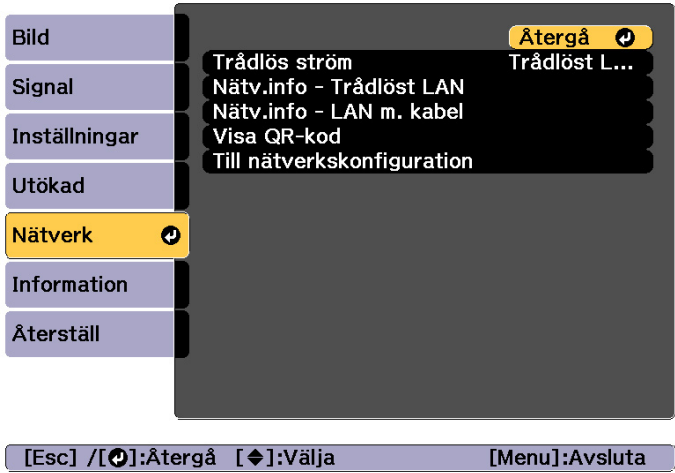 Bild
Signal
Inställningar
Utökad
Nätverk
Information
Återställ
Återgå
Trådlös ström Trådlöst L...
Nätv.info - Trådlöst LAN
Nätv.info - LAN m. kabel
Visa QR-kod
Till nätverkskonfiguration
[Esc] /[⏎]:Återgå [◆]:Välja [Menu]:Avsluta